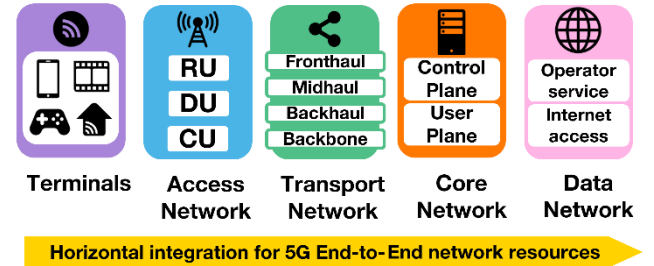 RU
DU
CU
Fronthaul
Midhaul
Backhaul
Backbone
Control
Plane
User
Plane
Operator
service
Internet
access
Terminals
Access
Network
Transport
Network
Core
Network
Data
Network
Horizontal integration for 5G End-to-End network resources